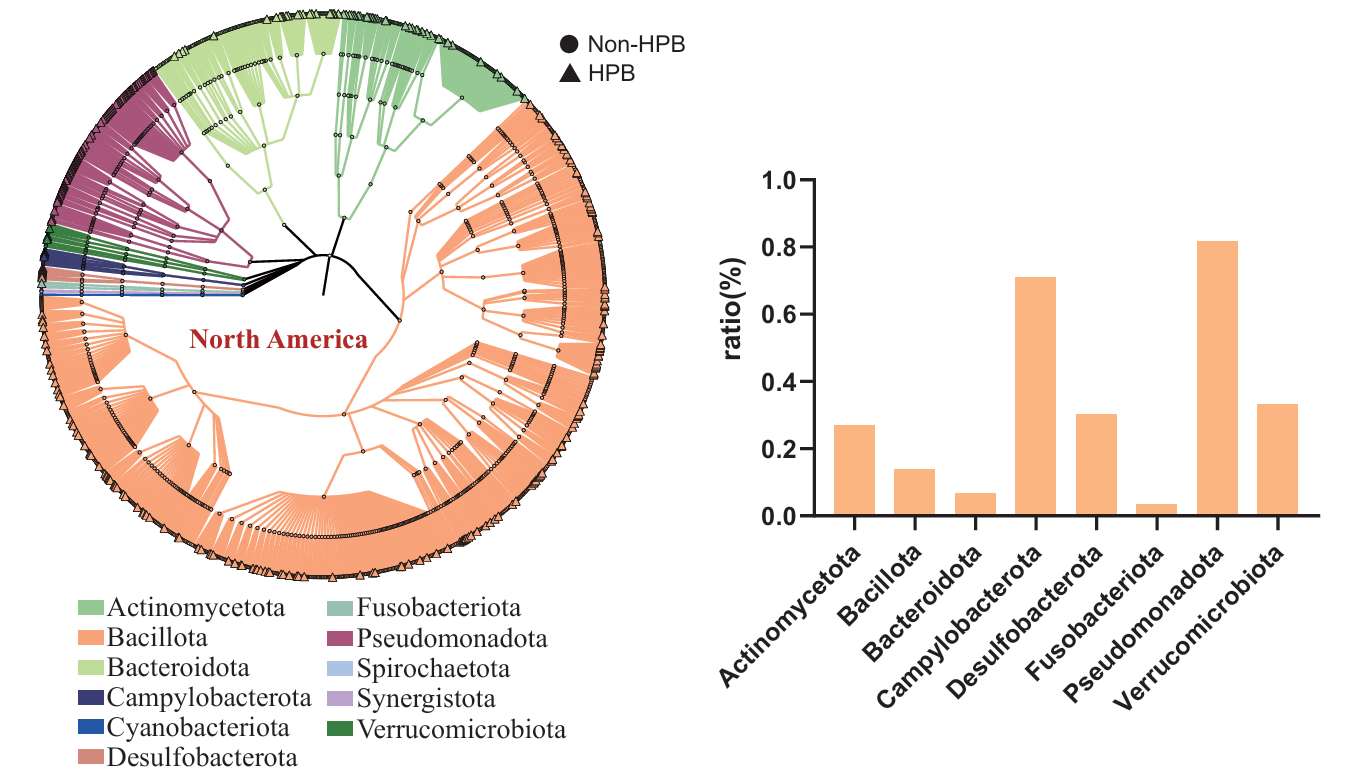 Non-HPB
HPB
North America
Actinomycetota
Bacillota
Bacteroidota
Campylobacterota
Cyanobacteriota
Desulfobacterota
Fusobacteriota
Pseudomonadota
Spirochaetota
Synergistota
Verrucomicrobiota
ratio(%)
1.0
0.8
0.6
0.4
0.2
0.0
Actinomycetota
Bacillota
Bacteroidota
Campylobacterota
Desulfobacterota
Fusobacteriota
Pseudomonadota
Verrucomicrobiota